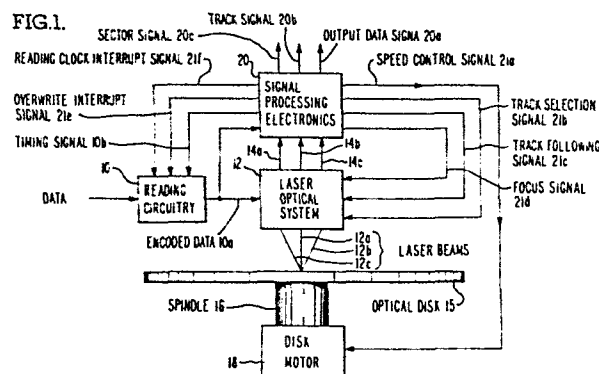 FIG.1.
TRACK SIGNAL 20b
SECTOR SIGNAL 20c
OUTPUT DATA SIGNA 20a
READING CLOCK INTERRUPT SIGNAL 21f
20
SPEED CONTROL SIGNAL 21a
SIGNAL
PROCESSING
ELECTRONICS
OVERWRITE INTERRUPT
SIGNAL 21e
TRACK SELECTION
SIGNAL 21b
TIMING SIGNAL 10b
14b
14a
14c
TRACK FOLLOWING
SIGNAL 21c
10
12
FOCUS SIGNAL
21d
DATA
READING
CIRCUITRY
LASER
OPTICAL
SYSTEM
ENCODED DATA 10a
12a
12b
12c
LASER BEAMS
SPINDLE 16
OPTICAL DISK 15
DISK
MOTOR
18